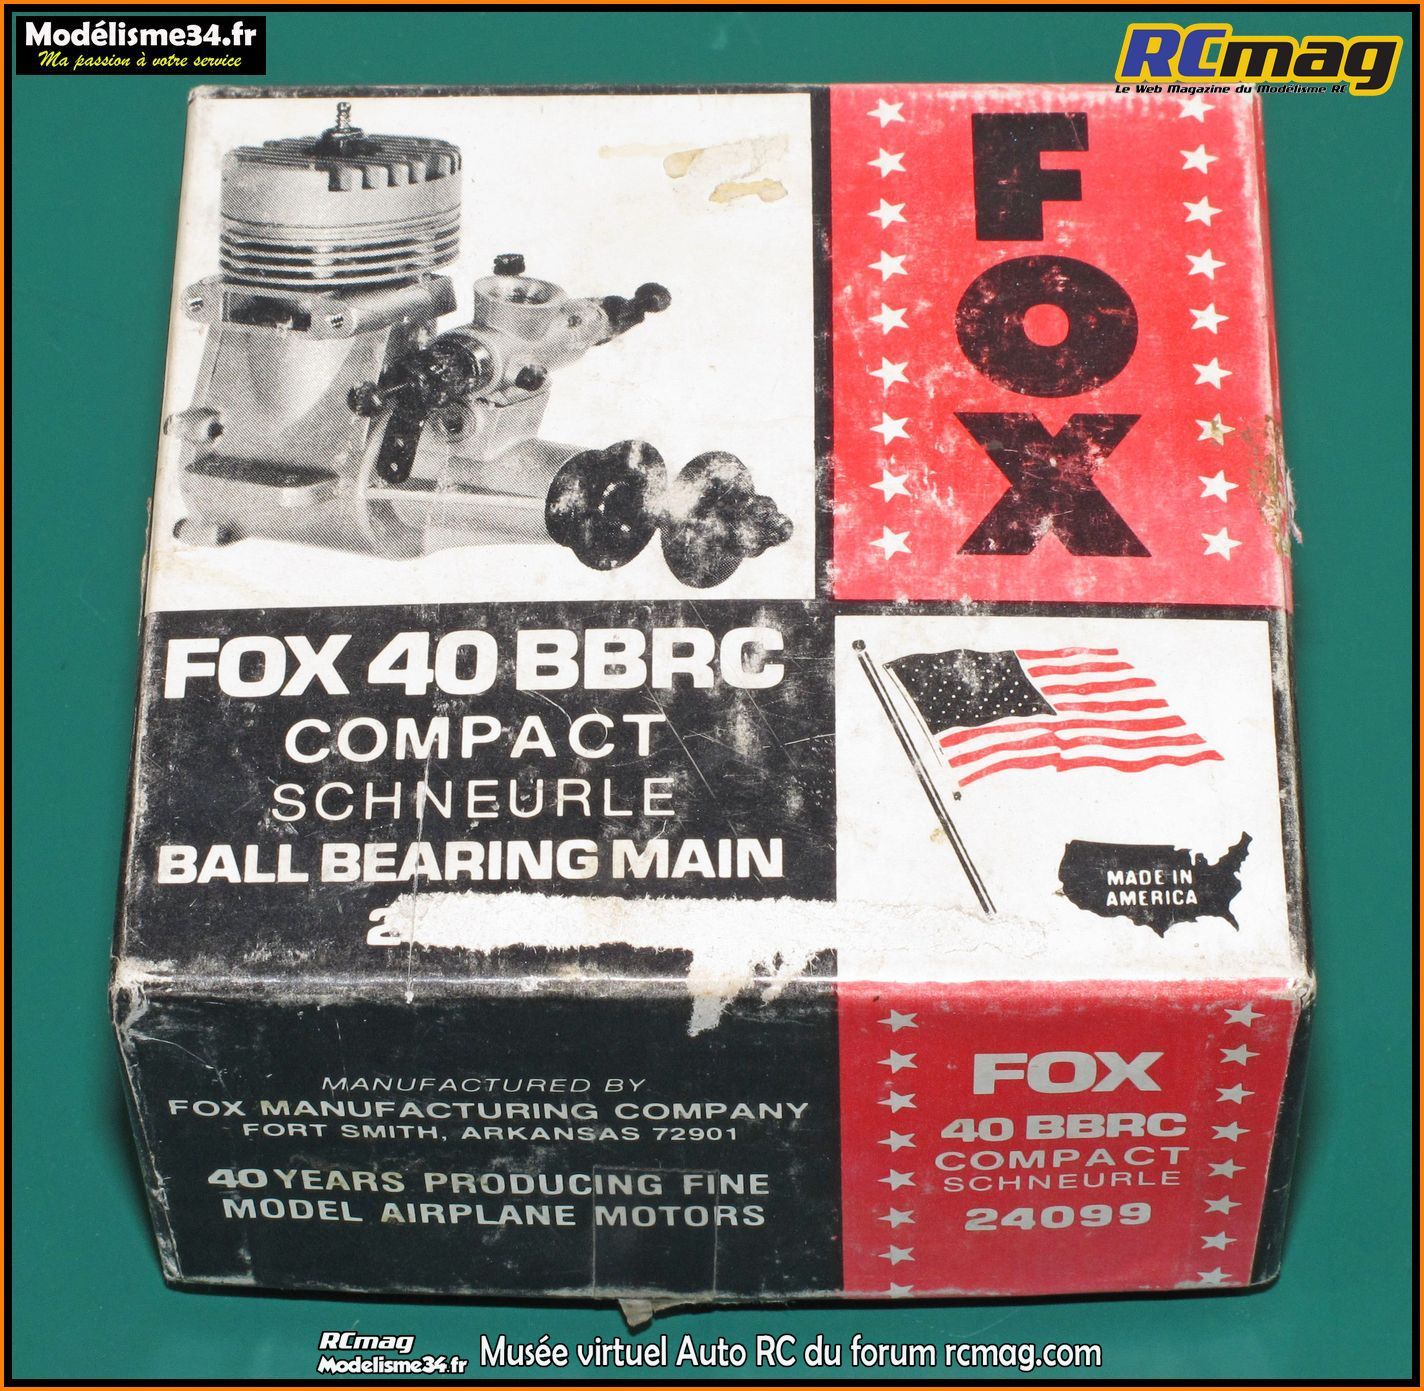 Modélisme34.fr
Ma passion à votre service
RCmag
Le Web Magazine du Modélisme RC
FOX
FOX 40 BBRC
COMPACT
SCHNEURLE
BALL BEARING MAIN
2
MADE IN
AMERICA
MANUFACTURED BY
FOX MANUFACTURING COMPANY
FORT SMITH, ARKANSAS 72901
40 YEARS PRODUCING FINE
MODEL AIRPLANE MOTORS
FOX
40 BBRC
COMPACT
SCHNEURLE
24099
RCmag
Modelisme34.fr
Musée virtuel Auto RC du forum rcmag.com